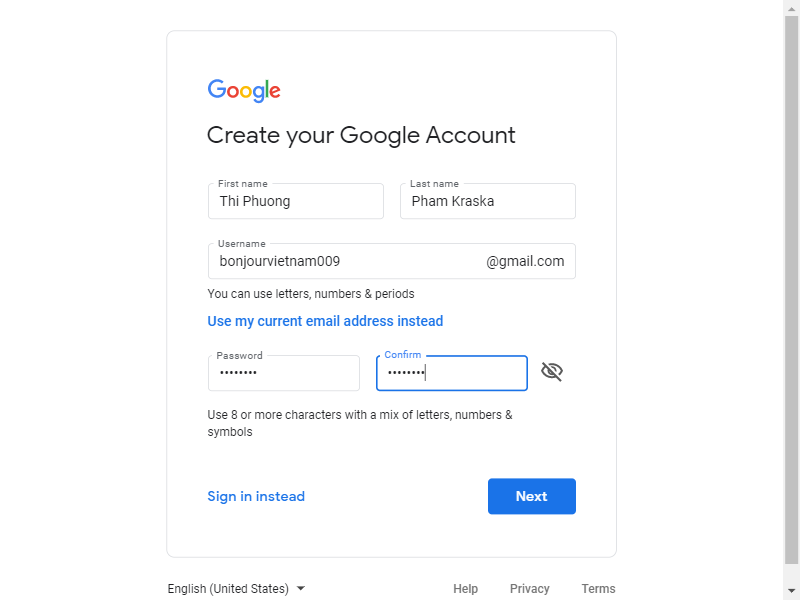 Google
Create your Google Account
First name
Thi Phuong
Last name
Pham Kraska
Username
bonjourvietnam009
@gmail.com
You can use letters, numbers & periods
Use my current email address instead
Password
••••••••
Confirm
••••••••
Use 8 or more characters with a mix of letters, numbers &
symbols
Sign in instead
Next
English (United States)
Help
Privacy
Terms